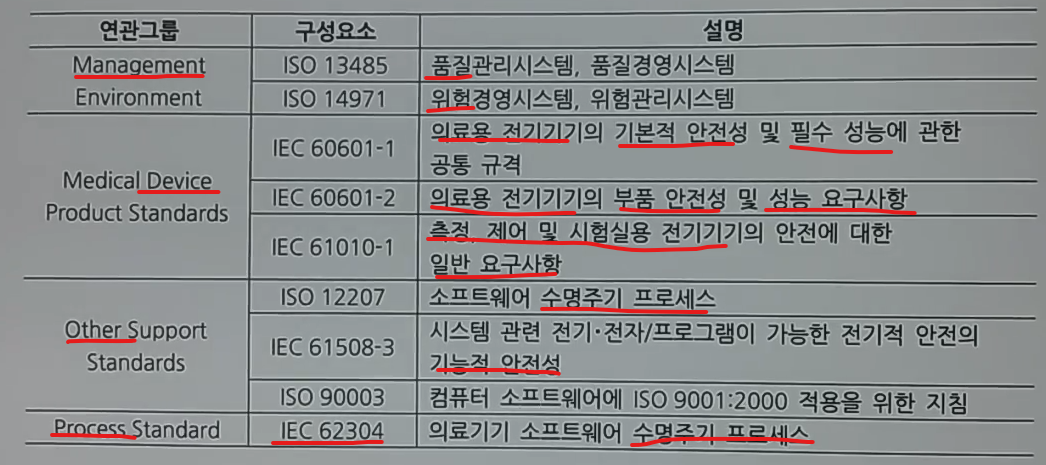 연관그룹 구성요소 설명
Management ISO 13485 품질관리시스템, 품질경영시스템
Environment ISO 14971 위험경영시스템, 위험관리시스템
IEC 60601-1 의료용 전기기기의 기본적 안전성 및 필수 성능에 관한
공통 규격
Medical Device
Product Standards
IEC 60601-2 의료용 전기기기의 부품 안전성 및 성능 요구사항
IEC 61010-1 측정, 제어 및 시험실용 전기기기의 안전에 대한
일반 요구사항
Other Support
Standards
ISO 12207 소프트웨어 수명주기 프로세스
IEC 61508-3 시스템 관련 전기·전자/프로그램이 가능한 전기적 안전의
기능적 안전성
ISO 90003 컴퓨터 소프트웨어에 ISO 9001:2000 적용을 위한 지침
Process Standard IEC 62304 의료기기 소프트웨어 수명주기 프로세스